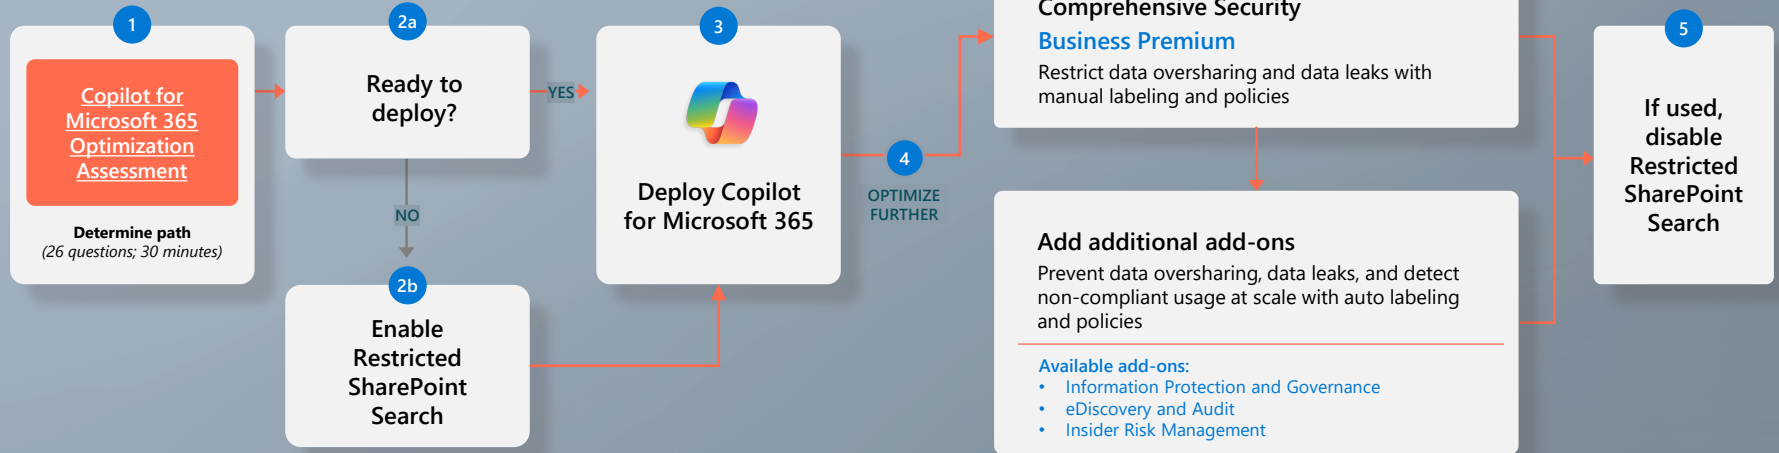 1
Copilot for
Microsoft 365
Optimization
Assessment
Determine path
(26 questions; 30 minutes)
2a
Ready to
deploy?
YES
NO
2b
Enable
Restricted
SharePoint
Search
3
Deploy Copilot
for Microsoft 365
4
OPTIMIZE
FURTHER
Comprehensive Security
Business Premium
Restrict data oversharing and data leaks with
manual labeling and policies
Add additional add-ons
Prevent data oversharing, data leaks, and detect
non-compliant usage at scale with auto labeling
and policies
Available add-ons:
• Information Protection and Governance
• eDiscovery and Audit
• Insider Risk Management
5
If used,
disable
Restricted
SharePoint
Search